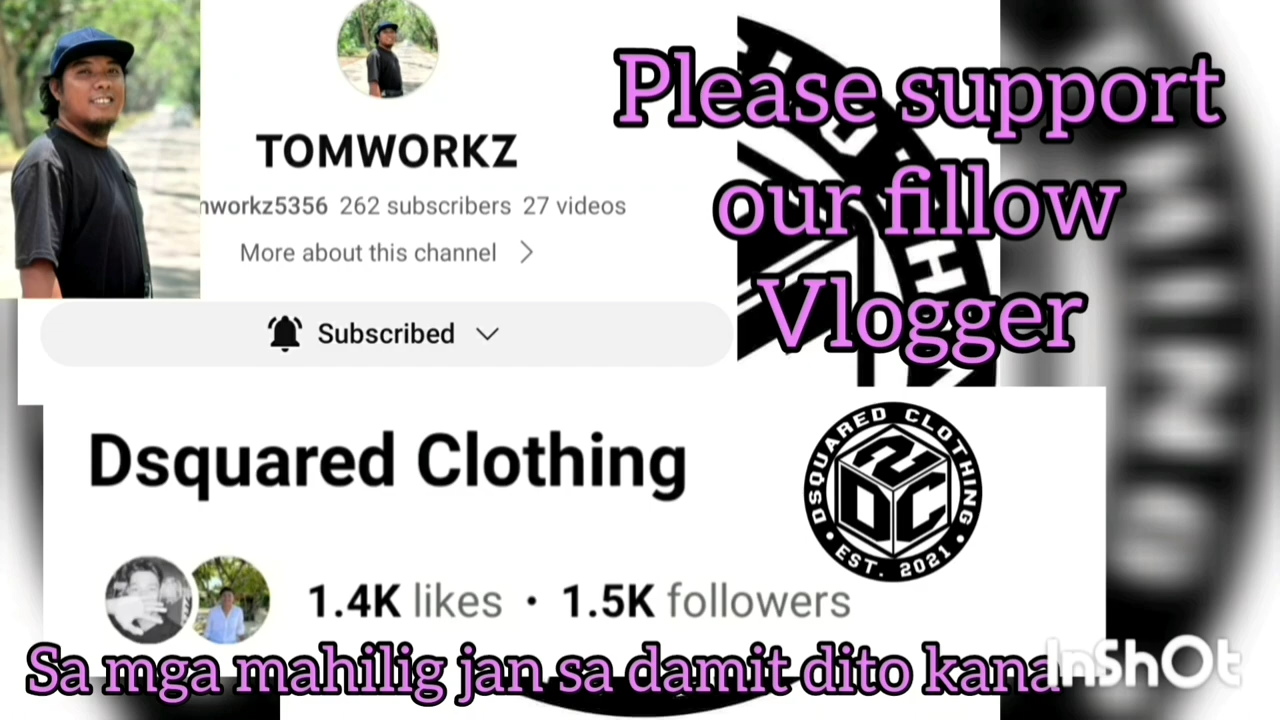 Please support
our fillow
Vlogger
TOMWORKZ
nworkz5356 262 subscribers 27 videos
More about this channel
Subscribed
Dsquared Clothing
DSQUARED CLOTHING
2
DC
• EST. 2021 •
1.4K likes • 1.5K followers
Sa mga mahilig jan sa damit dito kana
InShOt